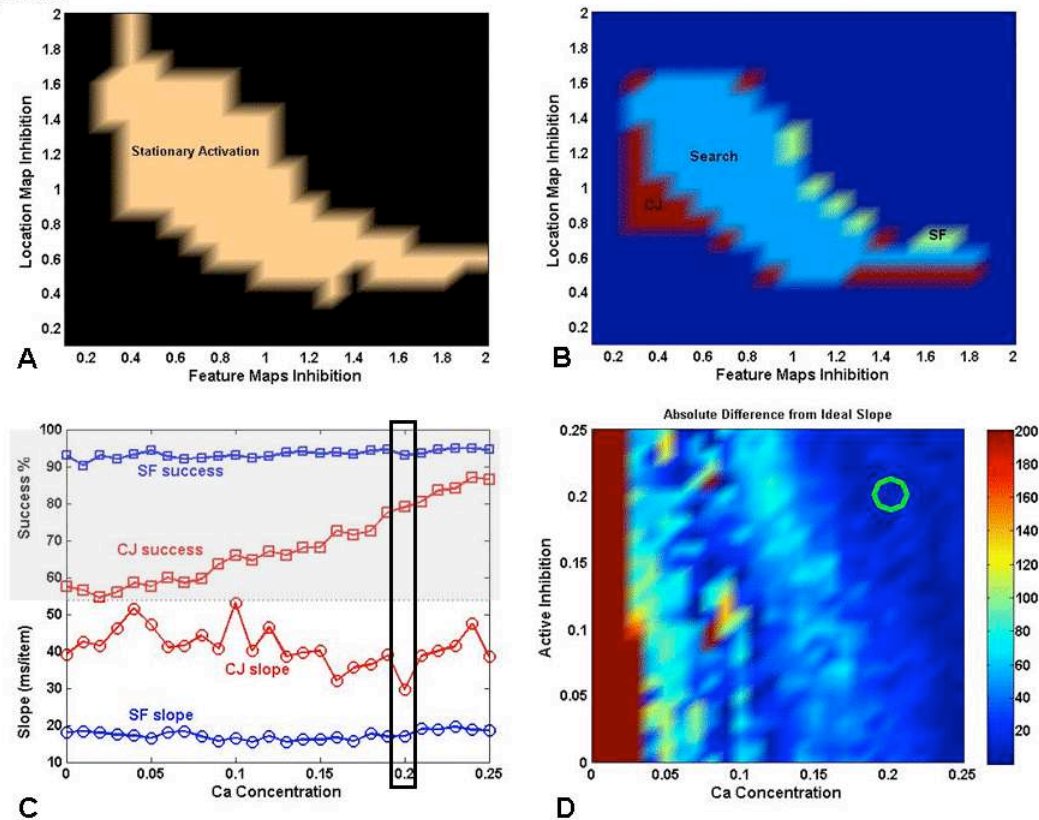 2
1.8
1.6
1.4
1.2
1
0.8
0.6
0.4
0.2
Location Map Inhibition
Stationary Activation
0.2 0.4 0.6 0.8 1 1.2 1.4 1.6 1.8 2
Feature Maps Inhibition
A
2
1.8
1.6
1.4
1.2
1
0.8
0.6
0.4
0.2
Location Map Inhibition
Search
CJ
SF
0.2 0.4 0.6 0.8 1 1.2 1.4 1.6 1.8 2
Feature Maps Inhibition
B
100
90
80
70
60
50
40
30
20
10
Success %
Slope (ms/item)
SF success
CJ success
CJ slope
SF slope
0 0.05 0.1 0.15 0.2 0.25
Ca Concentration
C
Absolute Difference from Ideal Slope
0.25
0.2
0.15
0.1
0.05
0
Active Inhibition
0 0.05 0.1 0.15 0.2 0.25
Ca Concentration
200
180
160
140
120
100
80
60
40
20
D